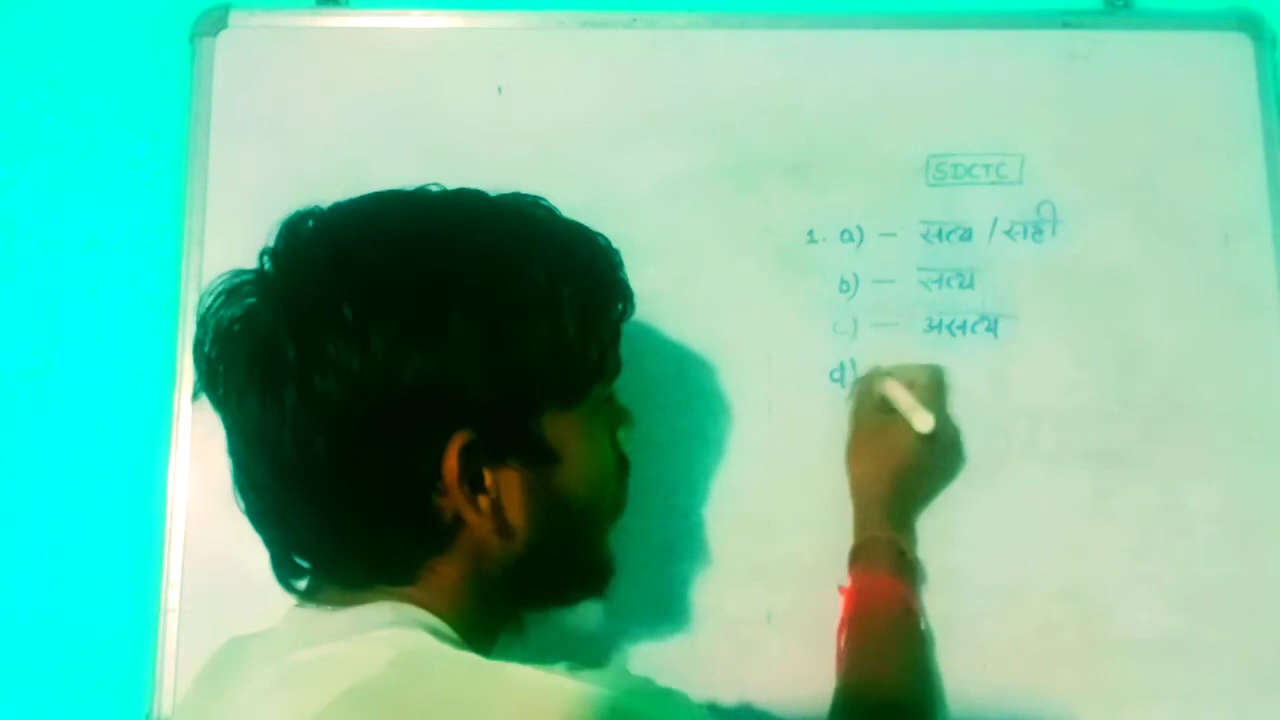 SDCTC
1. a) - सत्य / सही
b) - सत्य
c) - असत्य
d)